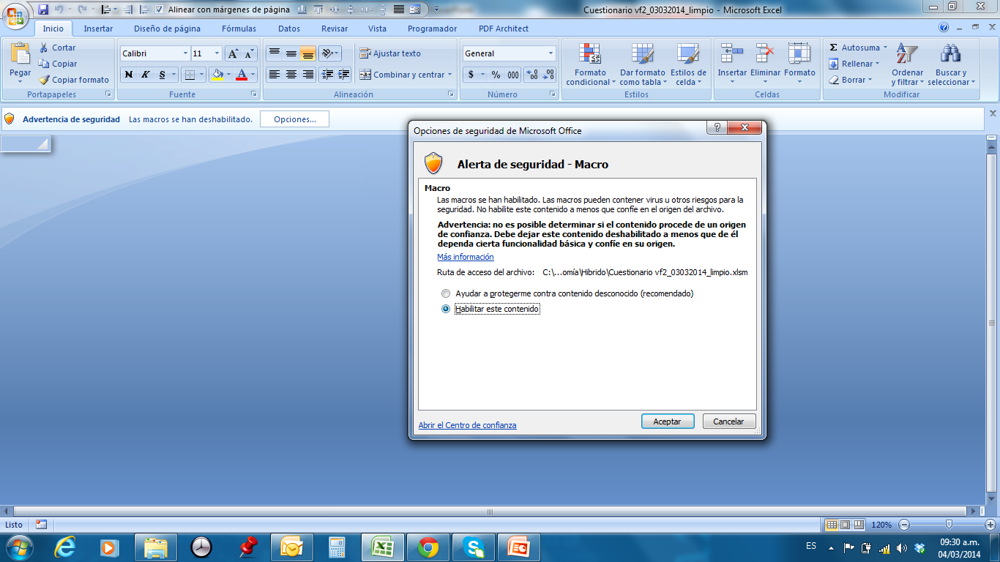 Alinear con márgenes de página
Cuestionario vf2_03032014_limpio - Microsoft Excel
Inicio Insertar Diseño de página Fórmulas Datos Revisar Vista Programador PDF Architect
Pegar
Cortar
Copiar
Copiar formato
Portapapeles
Calibri 11
N K S A
Fuente
Ajustar texto
Combinar y centrar
Alineación
General
$ % 000
Número
Formato condicional
Dar formato como tabla
Estilos de celda
Estilos
Insertar Eliminar Formato
Celdas
Σ Autosuma
Rellenar
Borrar
Ordenar y filtrar
Buscar y seleccionar
Modificar
Advertencia de seguridad Las macros se han deshabilitado. Opciones...
Opciones de seguridad de Microsoft Office
Alerta de seguridad - Macro
Macro
Las macros se han habilitado. Las macros pueden contener virus u otros riesgos para la
seguridad. No habilite este contenido a menos que confíe en el origen del archivo.
Advertencia: no es posible determinar si el contenido procede de un origen
de confianza. Debe dejar este contenido deshabilitado a menos que de él
dependa cierta funcionalidad básica y confíe en su origen.
Más información
Ruta de acceso del archivo: C:\...omía\Hibrido\Cuestionario vf2_03032014_limpio.xlsm
Ayudar a protegerme contra contenido desconocido (recomendado)
Habilitar este contenido
Abrir el Centro de confianza
Aceptar Cancelar
Listo
120%
ES
09:30 a.m.
04/03/2014